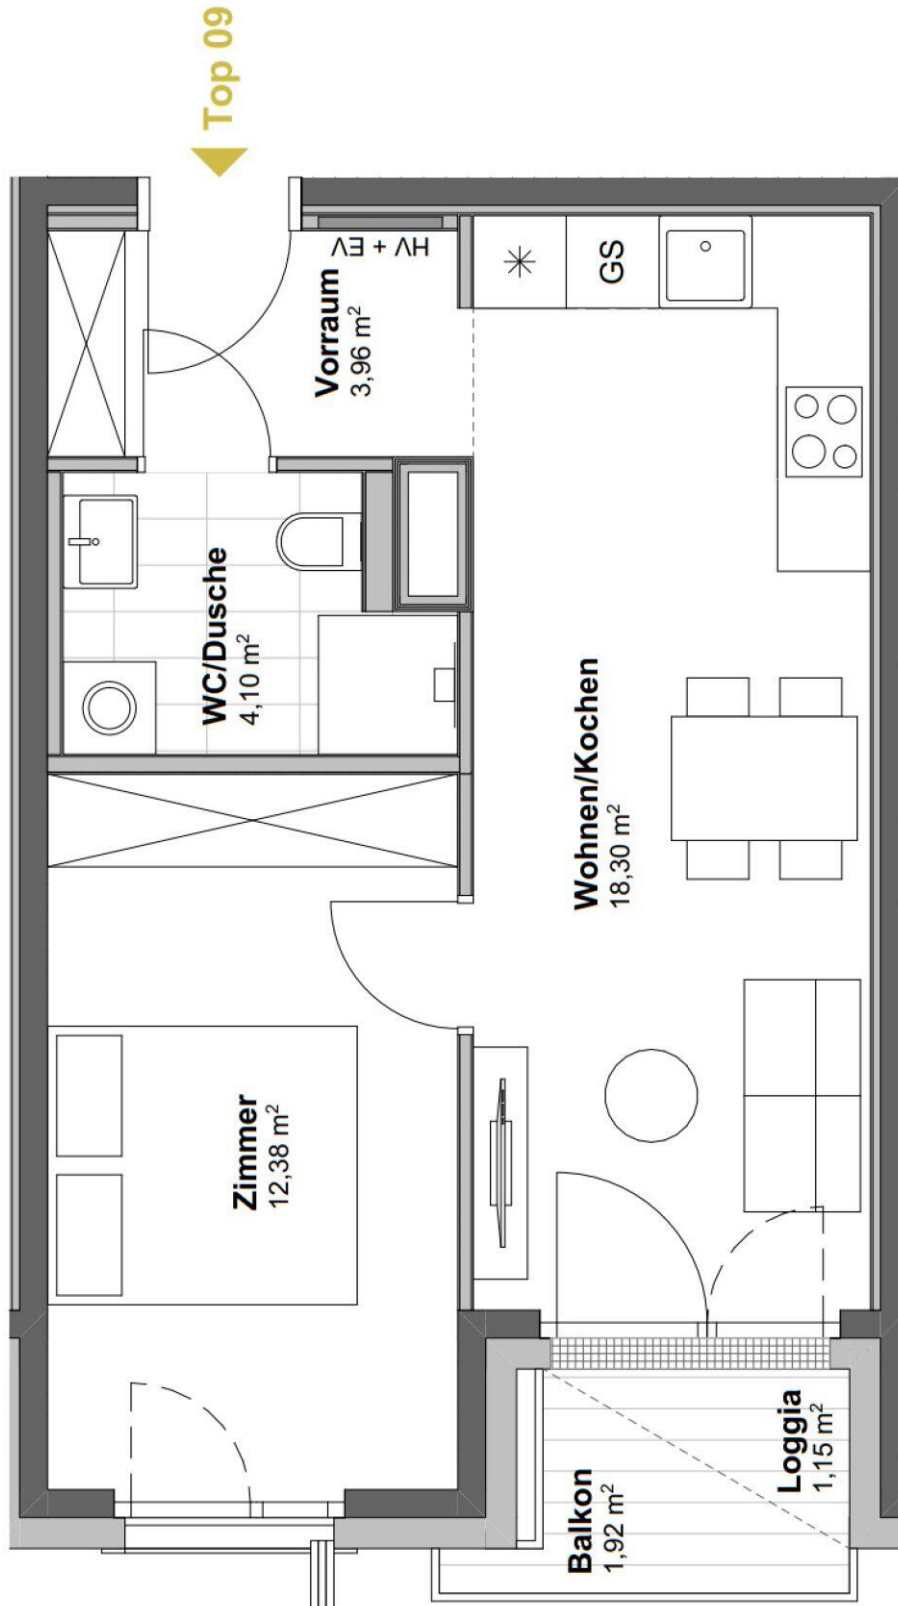 Top 09
HV + EV
Vorraum
3,96 m²
GS
WC/Dusche
4,10 m²
Wohnen/Kochen
18,30 m²
Zimmer
12,38 m²
Balkon
1,92 m²
Loggia
1,15 m²